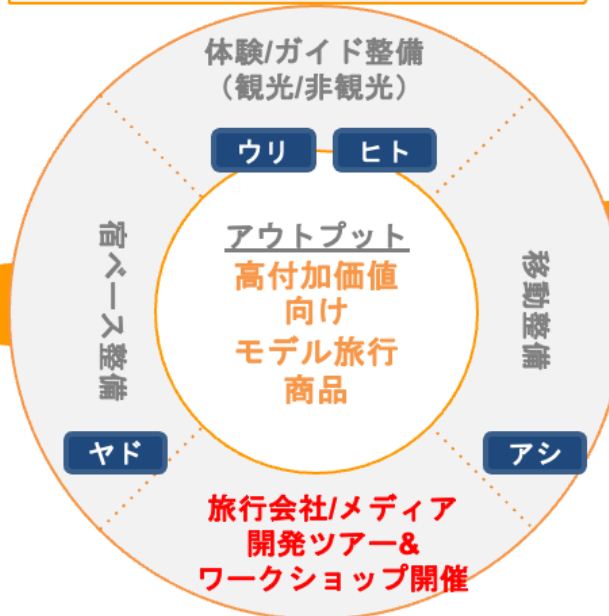 体験/ガイド整備
（観光/非観光）
ウリ
ヒト
宿ベース整備
アウトプット
高付加価値
向け
モデル旅行
商品
移動整備
ヤド
アシ
旅行会社/メディア
開発ツアー&
ワークショップ開催